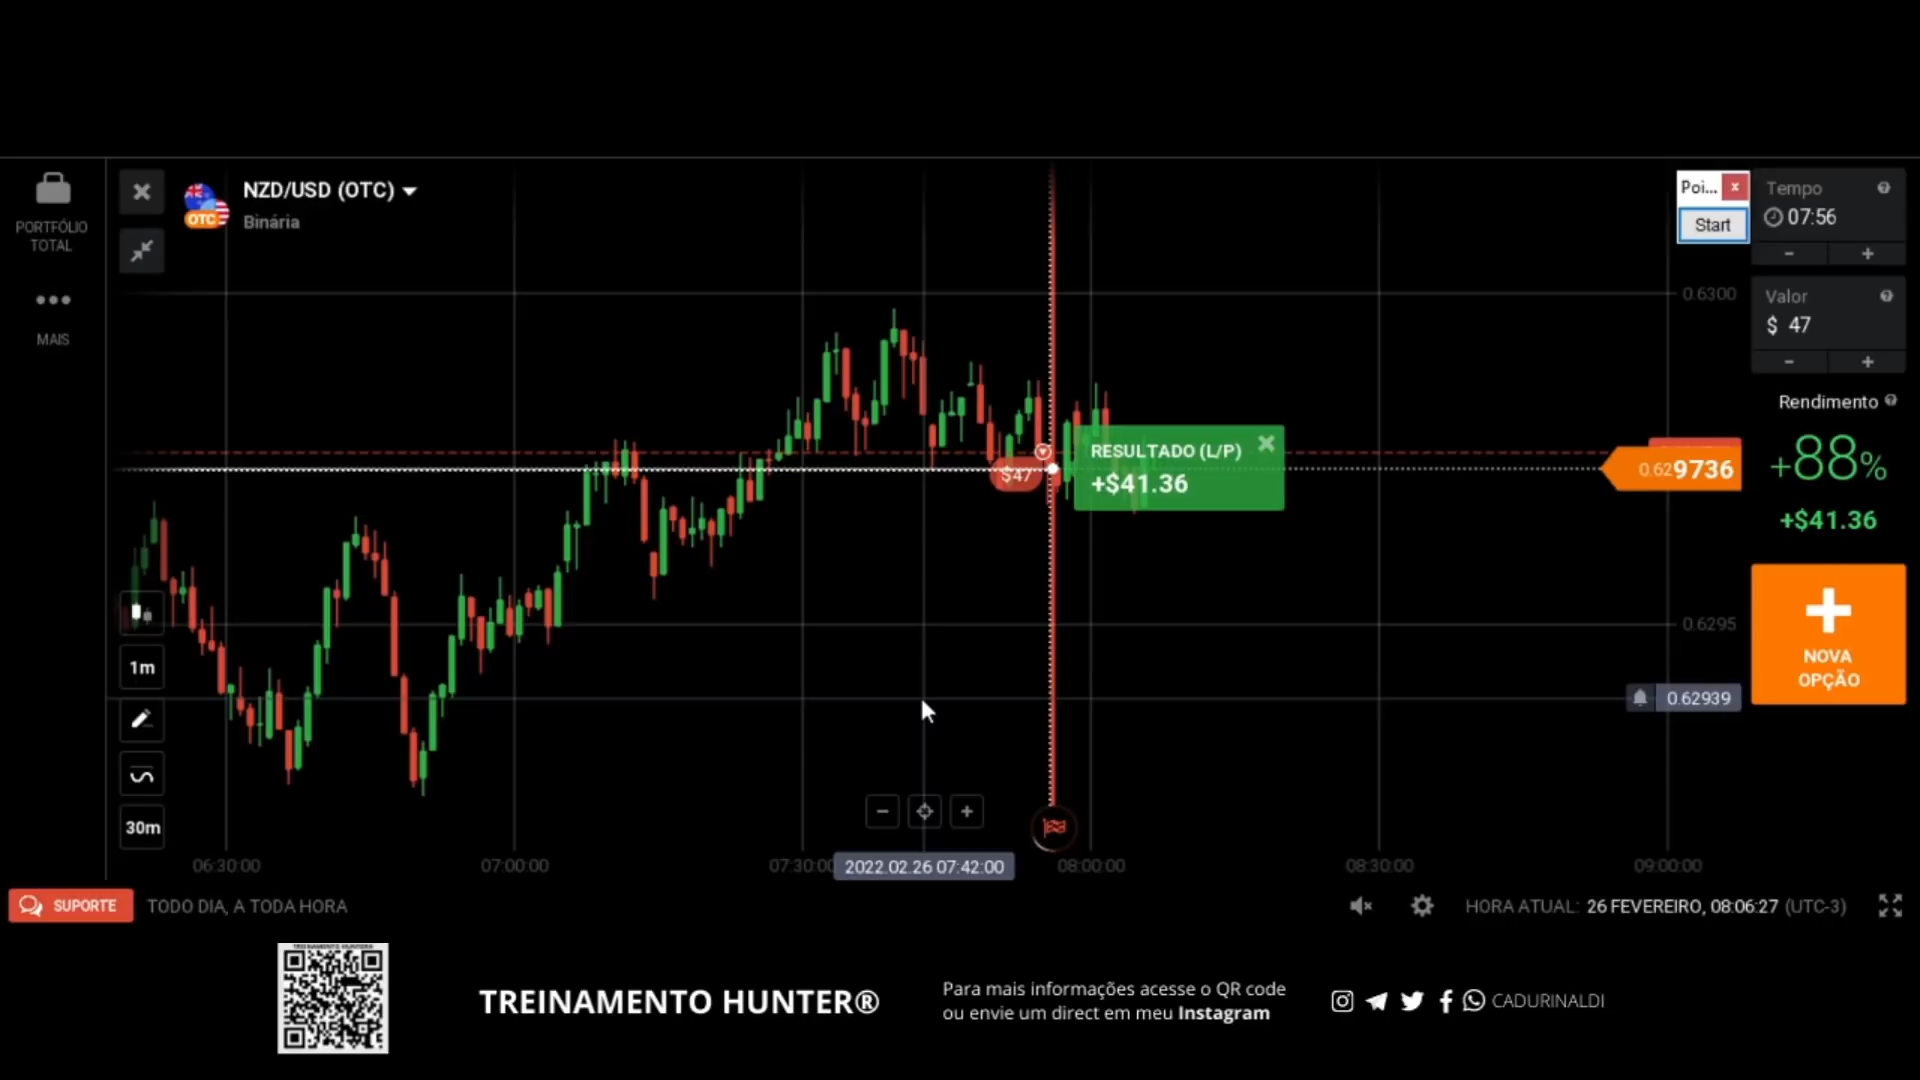 PORTFÓLIO
TOTAL
MAIS
NZD/USD (OTC)
OTC
Binária
Poi...
x
Start
Tempo
07:56
-
+
Valor
$ 47
-
+
Rendimento
+88%
+$41.36
NOVA
OPÇÃO
0.6300
0.629736
0.6295
0.62939
$47
RESULTADO (L/P)
+$41.36
1m
30m
-
+
06:30:00
07:00:00
07:30:00
2022.02.26 07:42:00
08:00:00
08:30:00
09:00:00
SUPORTE
TODO DIA, A TODA HORA
HORA ATUAL: 26 FEVEREIRO, 08:06:27 (UTC-3)
TREINAMENTO HUNTER®
TREINAMENTO HUNTER®
Para mais informações acesse o QR code
ou envie um direct em meu Instagram
CADURINALDI